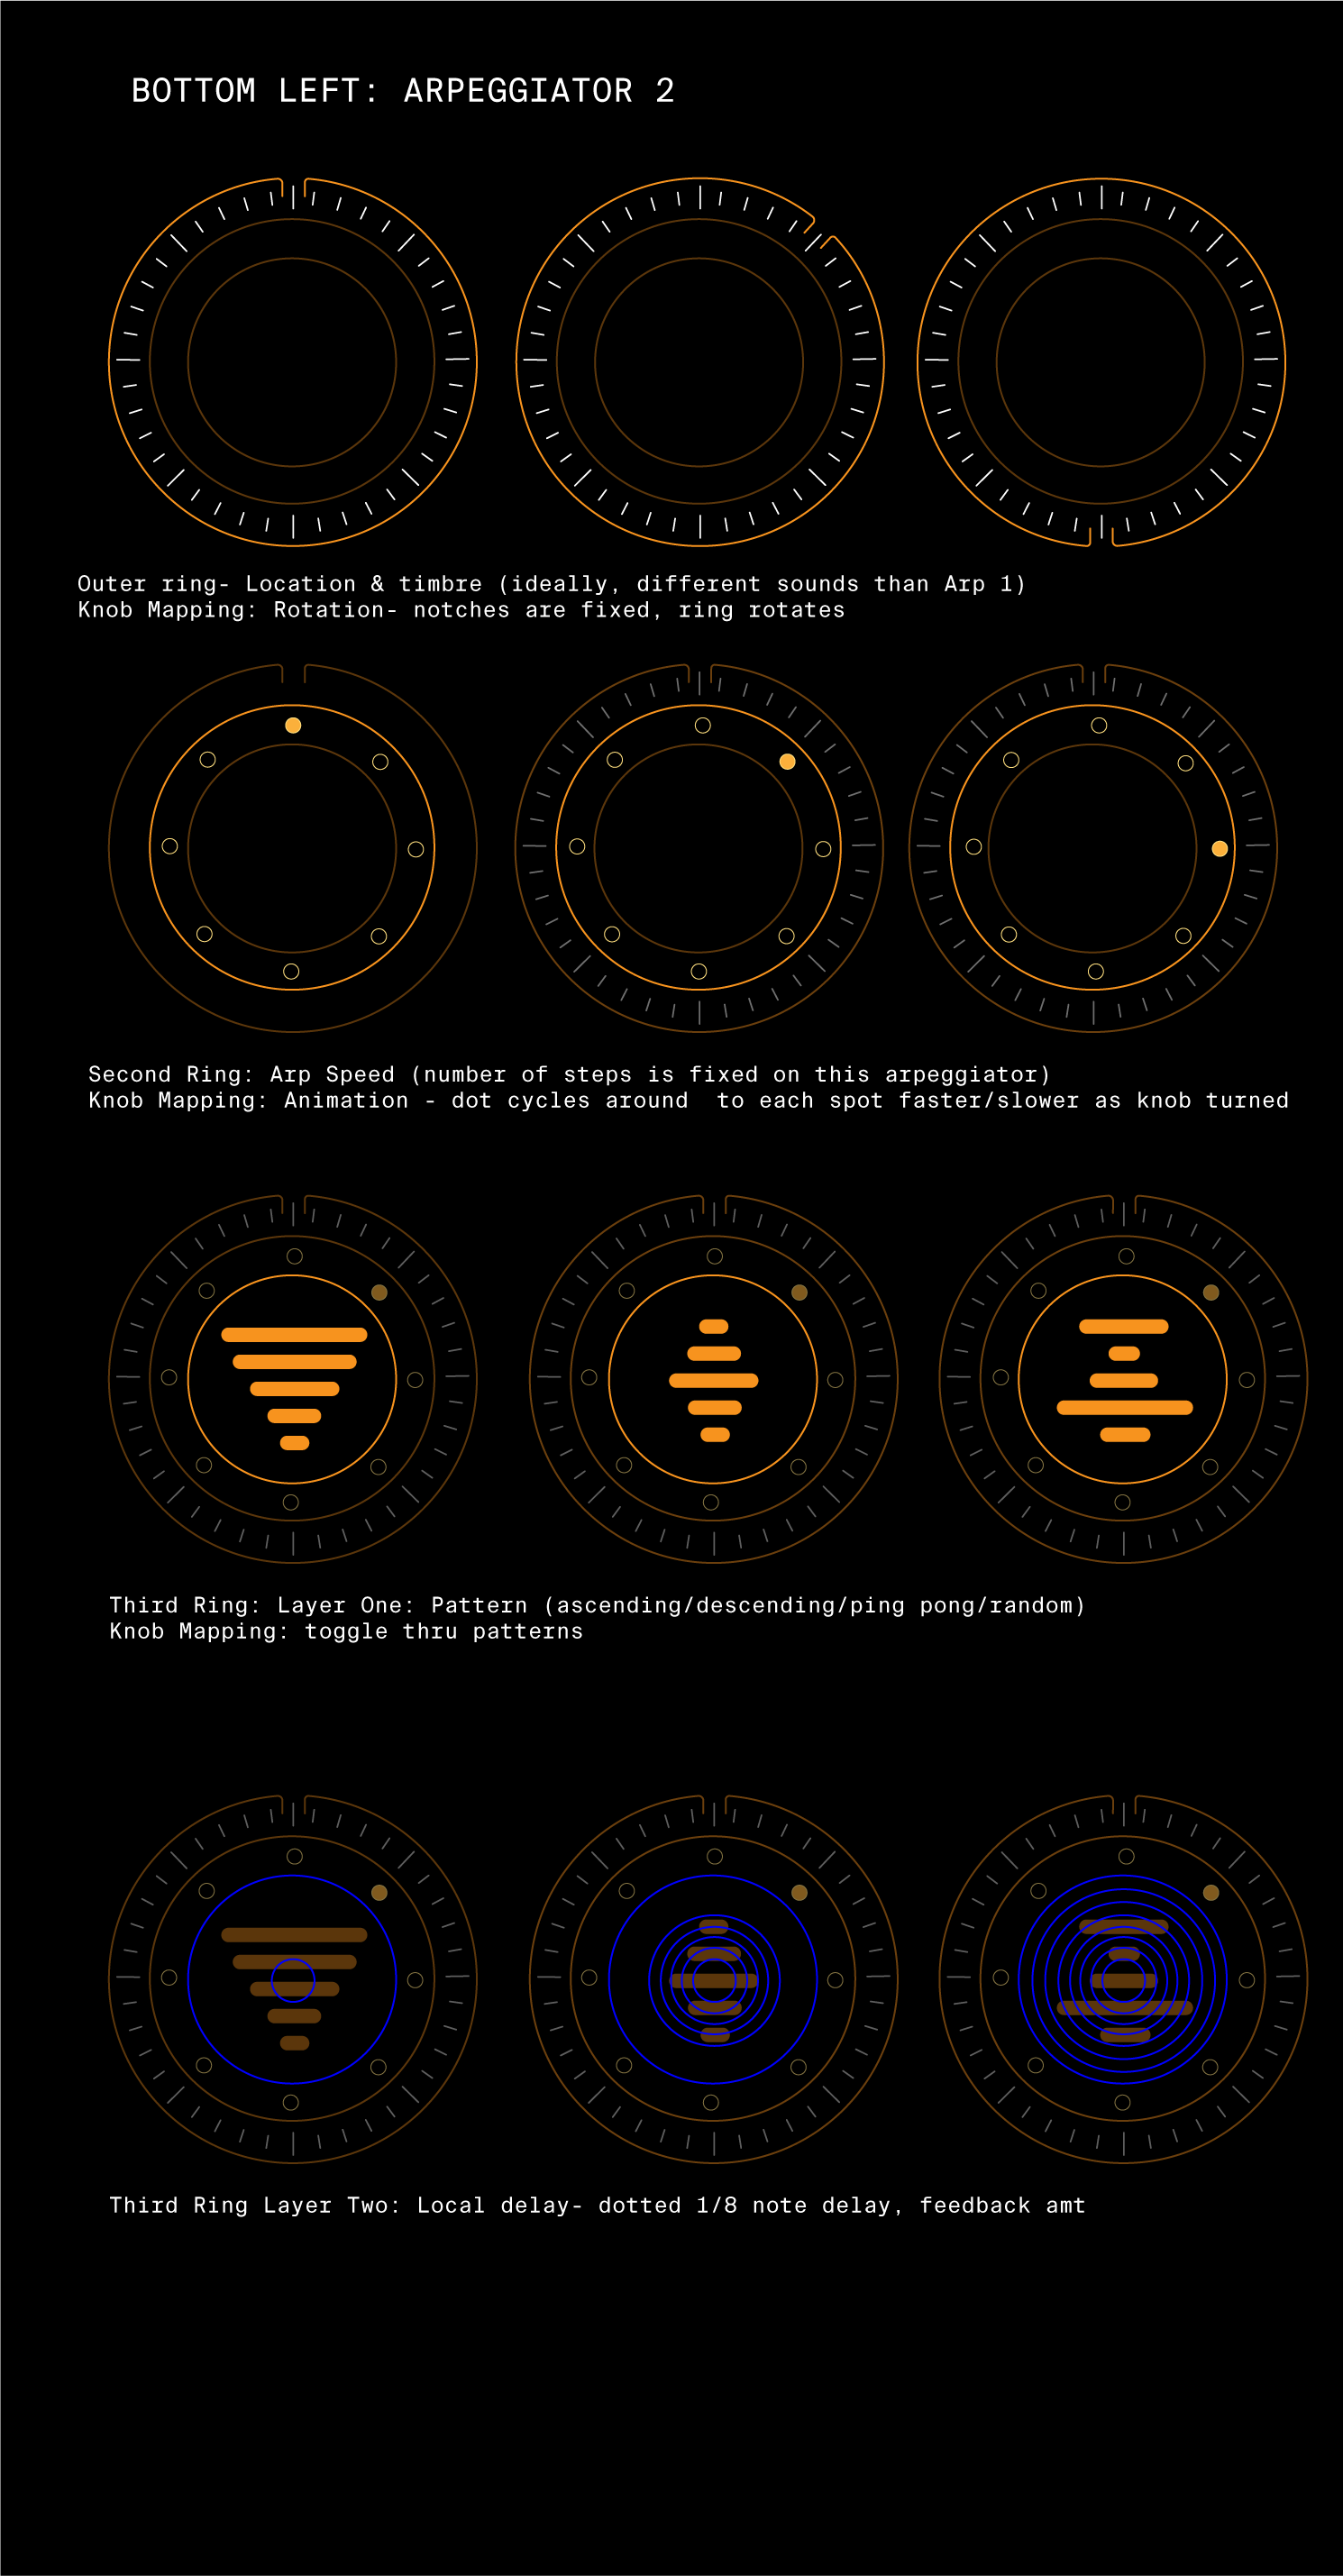 BOTTOM LEFT: ARPEGGIATOR 2
Outer ring- Location & timbre (ideally, different sounds than Arp 1)
Knob Mapping: Rotation- notches are fixed, ring rotates
Second Ring: Arp Speed (number of steps is fixed on this arpeggiator)
Knob Mapping: Animation - dot cycles around  to each spot faster/slower as knob turned
Third Ring: Layer One: Pattern (ascending/descending/ping pong/random)
Knob Mapping: toggle thru patterns
Third Ring Layer Two: Local delay- dotted 1/8 note delay, feedback amt